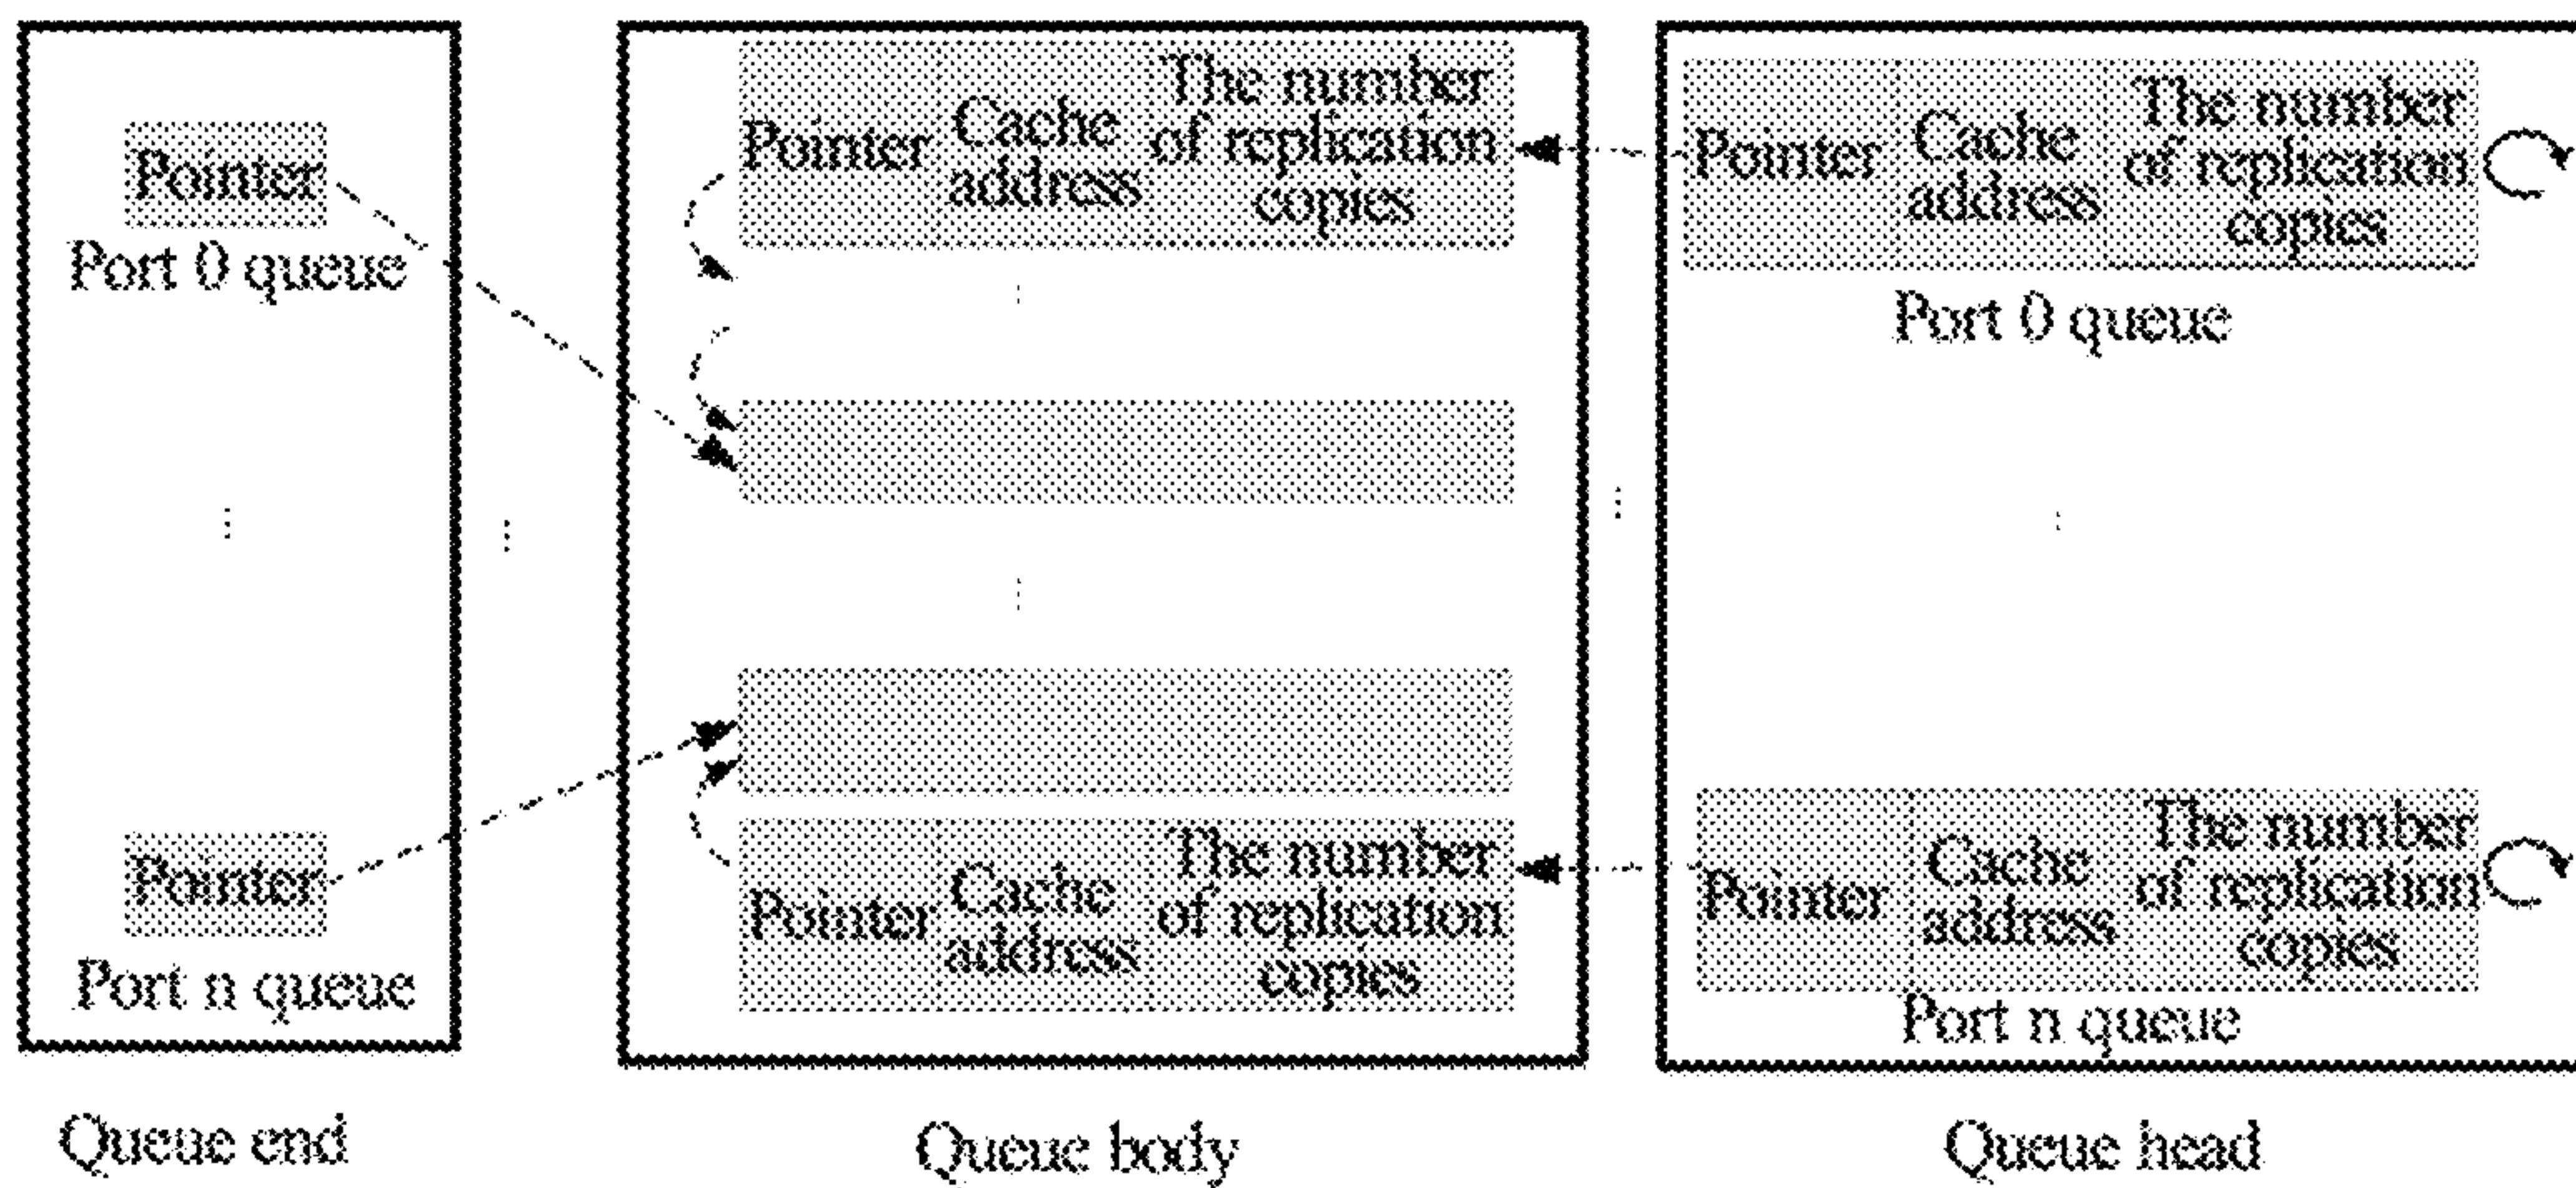 Pointer
Port 0 queue
Pointer
Port n queue
Queue end
Pointer
Cache
address
The number
of replication
copies
Pointer
Cache
address
The number
of replication
copies
Queue body
Pointer
Cache
address
The number
of replication
copies
Port 0 queue
Pointer
Cache
address
The number
of replication
copies
Port n queue
Queue head